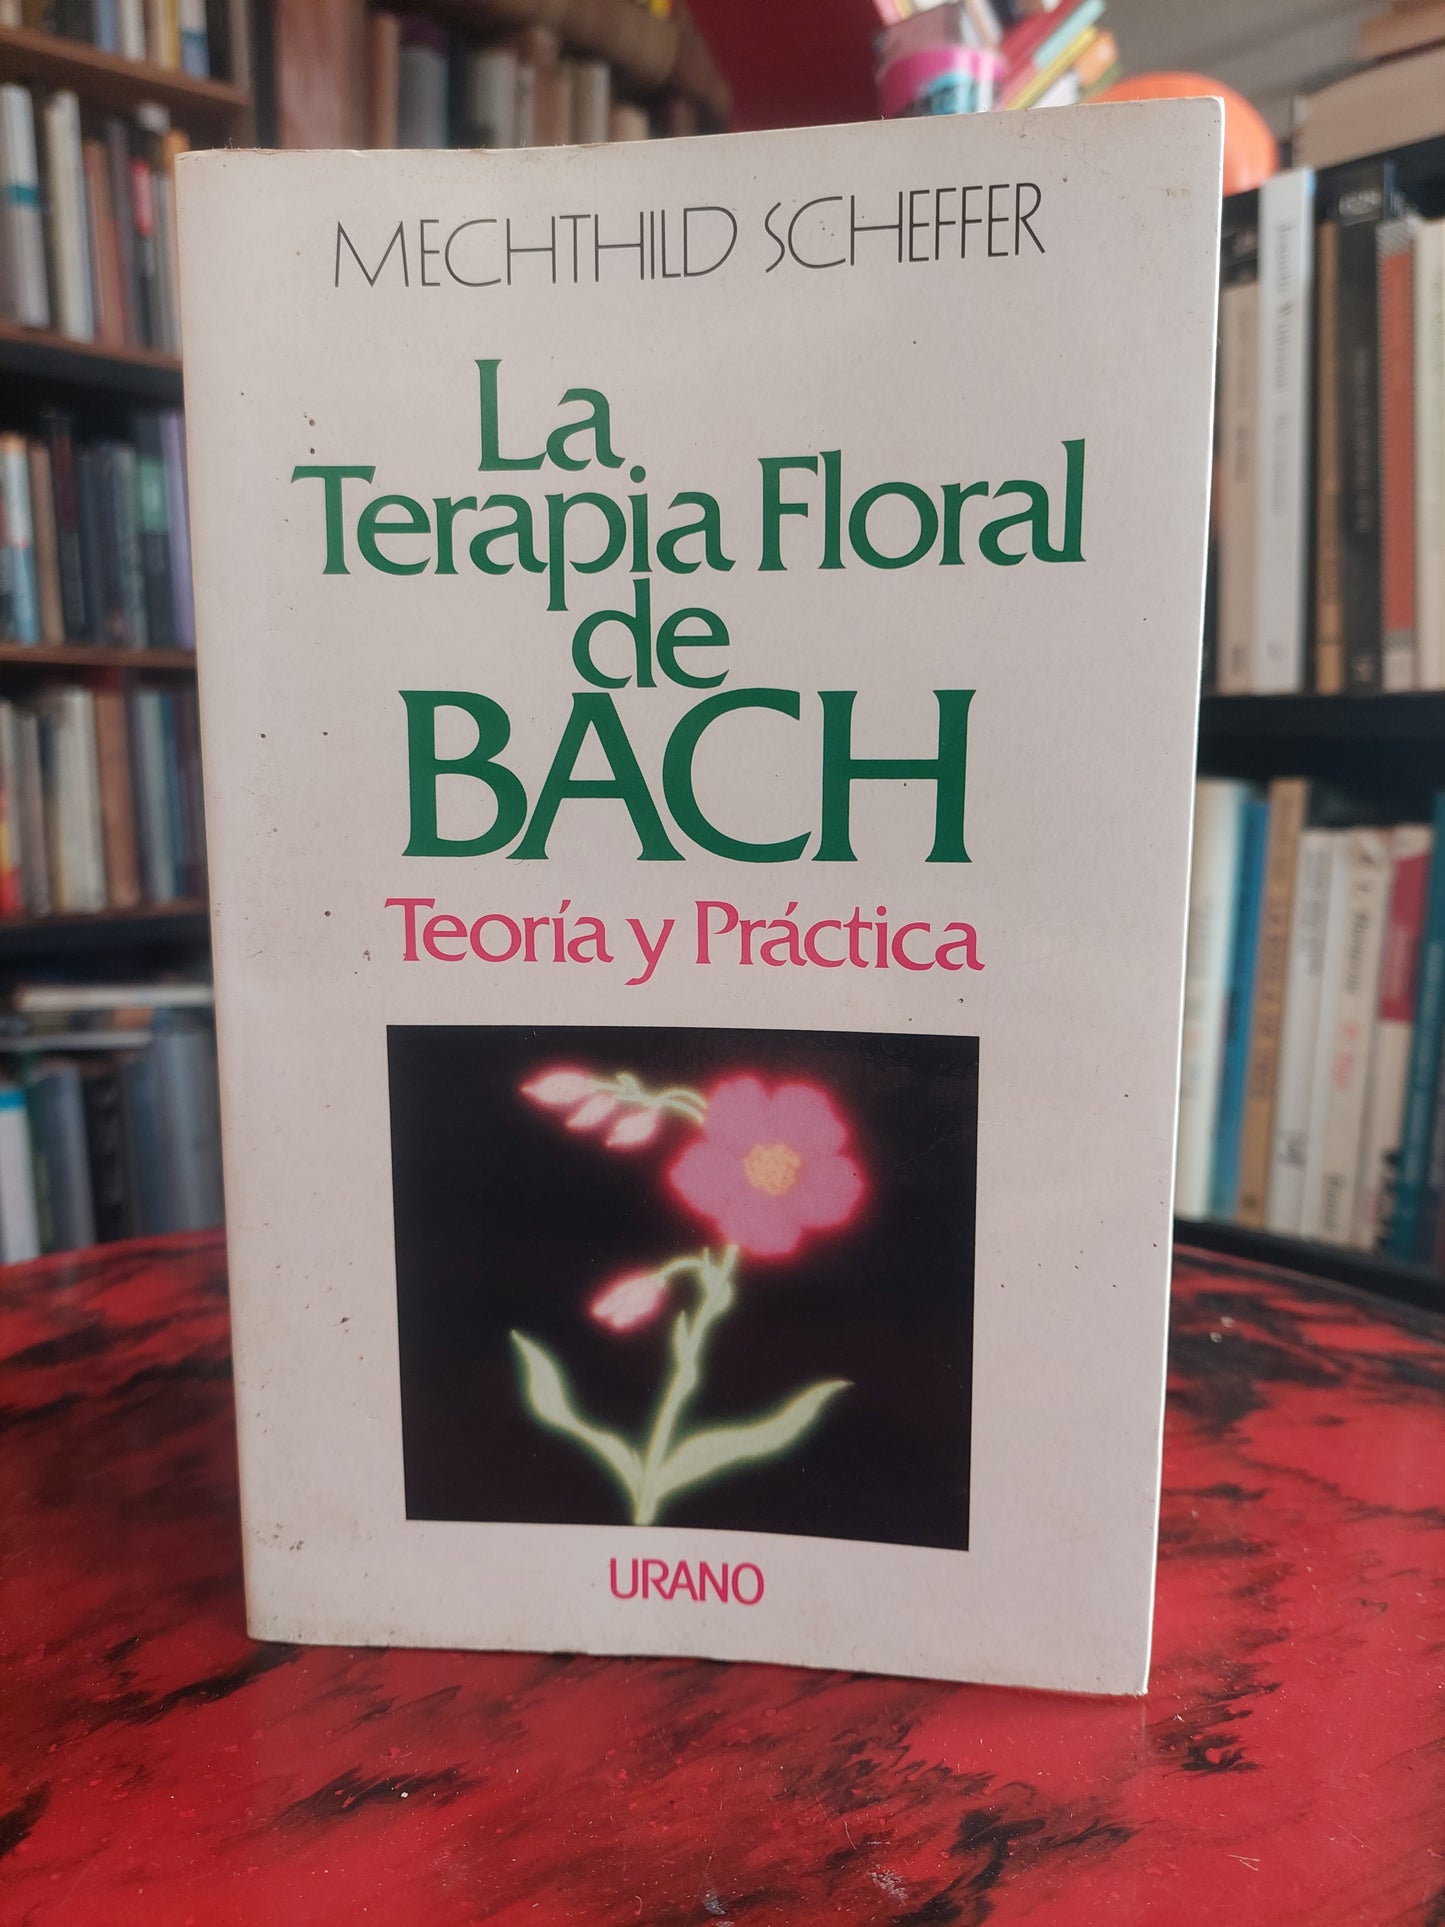 MECHTHILD SCHEFFER
La
Terapia Floral
de
BACH
Teoría y Práctica
URANO